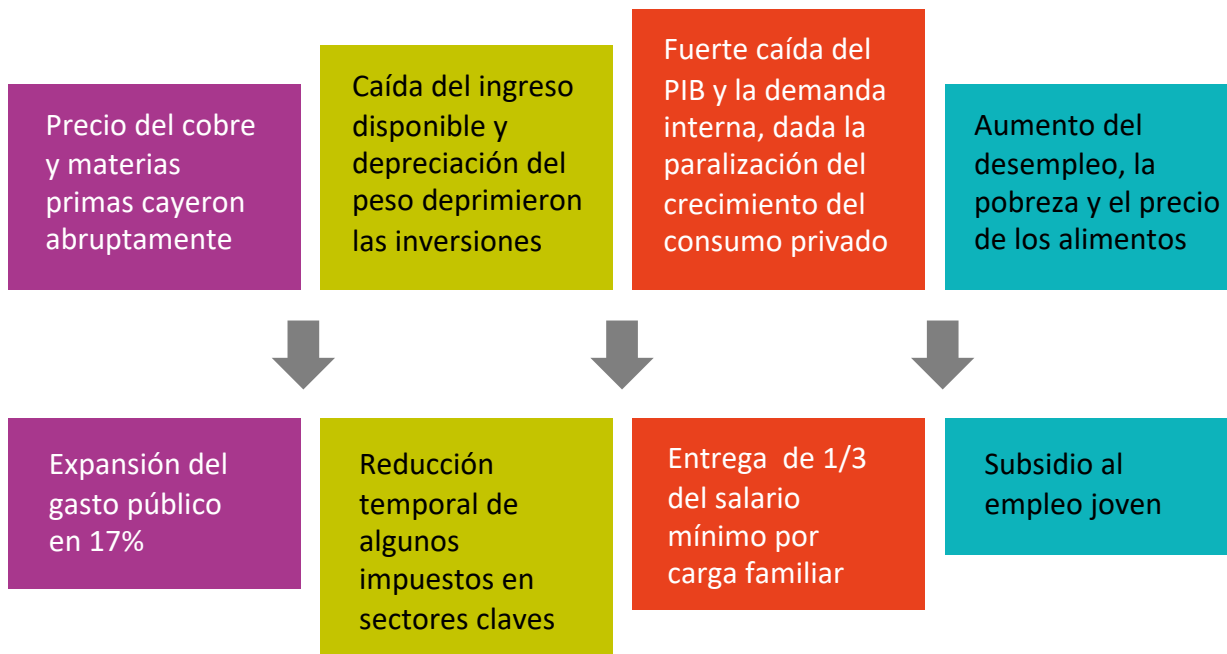 Precio del cobre
y materias
primas cayeron
abruptamente
Caída del ingreso
disponible y
depreciación del
peso deprimieron
las inversiones
Fuerte caída del
PIB y la demanda
interna, dada la
paralización del
crecimiento del
consumo privado
Aumento del
desempleo, la
pobreza y el precio
de los alimentos
Expansión del
gasto público
en 17%
Reducción
temporal de
algunos
impuestos en
sectores claves
Entrega de 1/3
del salario
mínimo por
carga familiar
Subsidio al
empleo joven